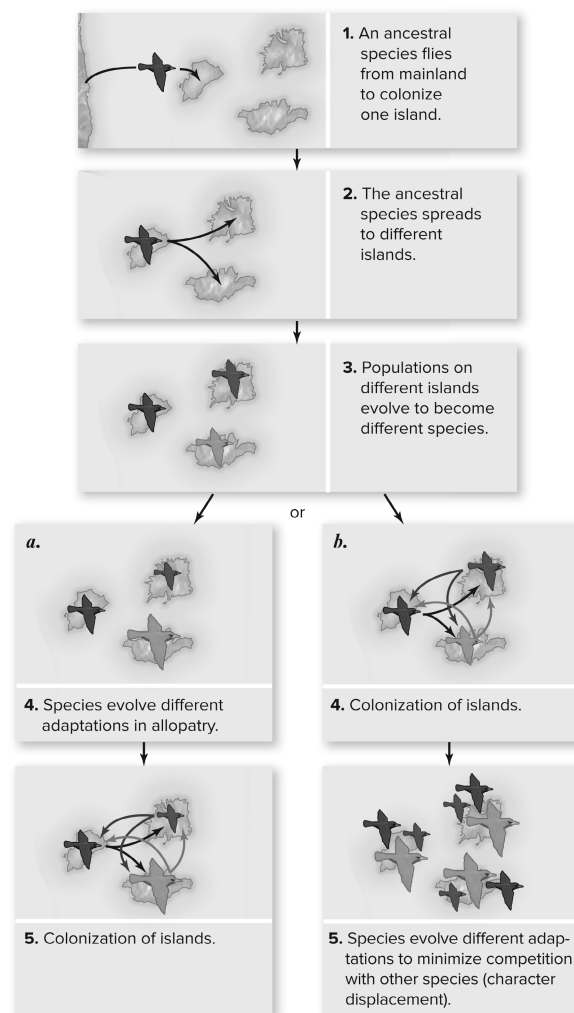 1. An ancestral
species flies
from mainland
to colonize
one island.
2. The ancestral
species spreads
to different
islands.
3. Populations on
different islands
evolve to become
different species.
or
a.
4. Species evolve different
adaptations in allopatry.
5. Colonization of islands.
b.
4. Colonization of islands.
5. Species evolve different adap-
tations to minimize competition
with other species (character
displacement).